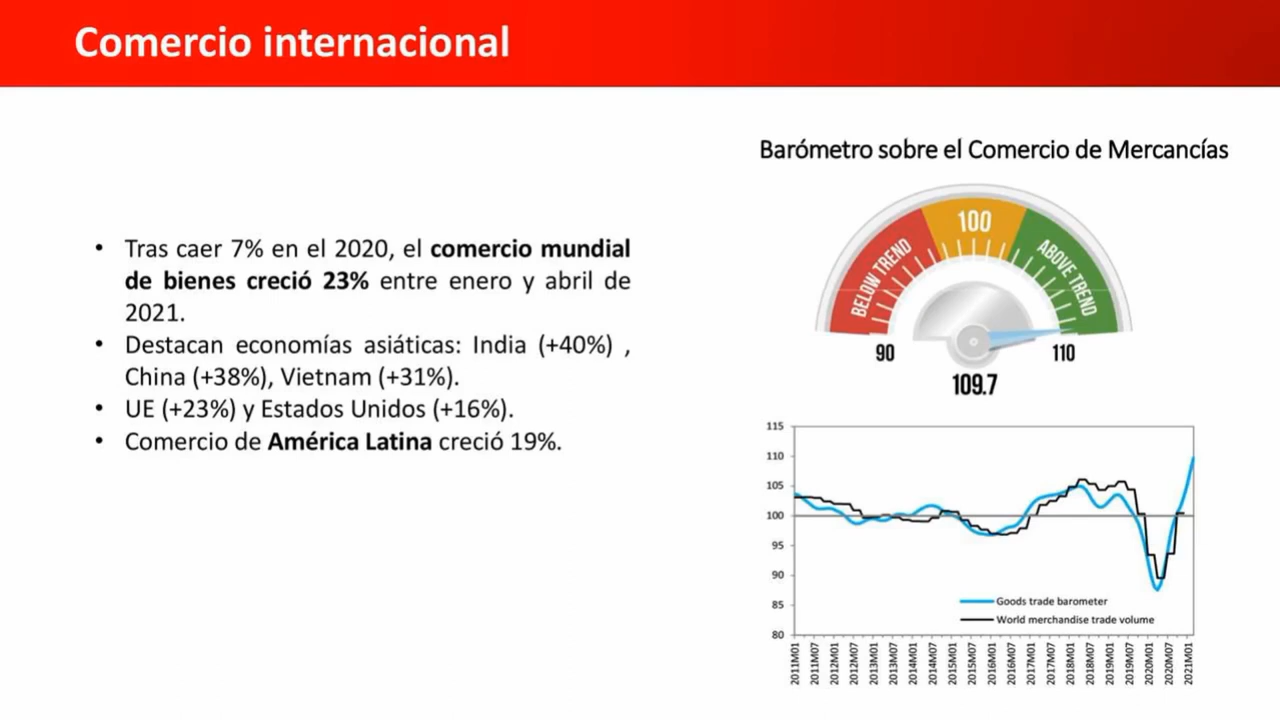 Comercio internacional
• Tras caer 7% en el 2020, el comercio mundial
de bienes creció 23% entre enero y abril de
2021.
• Destacan economías asiáticas: India (+40%) ,
China (+38%), Vietnam (+31%).
• UE (+23%) y Estados Unidos (+16%).
• Comercio de América Latina creció 19%.
Barómetro sobre el Comercio de Mercancías
BELOW TREND
100
ABOVE TREND
90
110
109.7
115
110
105
100
95
90
85
80
Goods trade barometer
World merchandise trade volume
2011M01
2011M07
2012M01
2012M07
2013M01
2013M07
2014M01
2014M07
2015M01
2015M07
2016M01
2016M07
2017M01
2017M07
2018M01
2018M07
2019M01
2019M07
2020M01
2020M07
2021M01